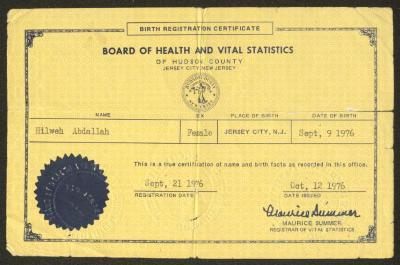 BIRTH REGISTRATION CERTIFICATE
BOARD OF HEALTH AND VITAL STATISTICS
OF HUDSON COUNTY
JERSEY CITY, NEW JERSEY
NAME SEX PLACE OF BIRTH DATE OF BIRTH
Hilweh Abdallah Female JERSEY CITY, N.J. Sept, 9 1976
This is a true certification of name and birth facts as recorded in this office.
Sept, 21 1976 Oct, 12 1976
REGISTRATION DATE DATE ISSUED
Maurice Summer
MAURICE SUMMER
REGISTRAR OF VITAL STATISTICS